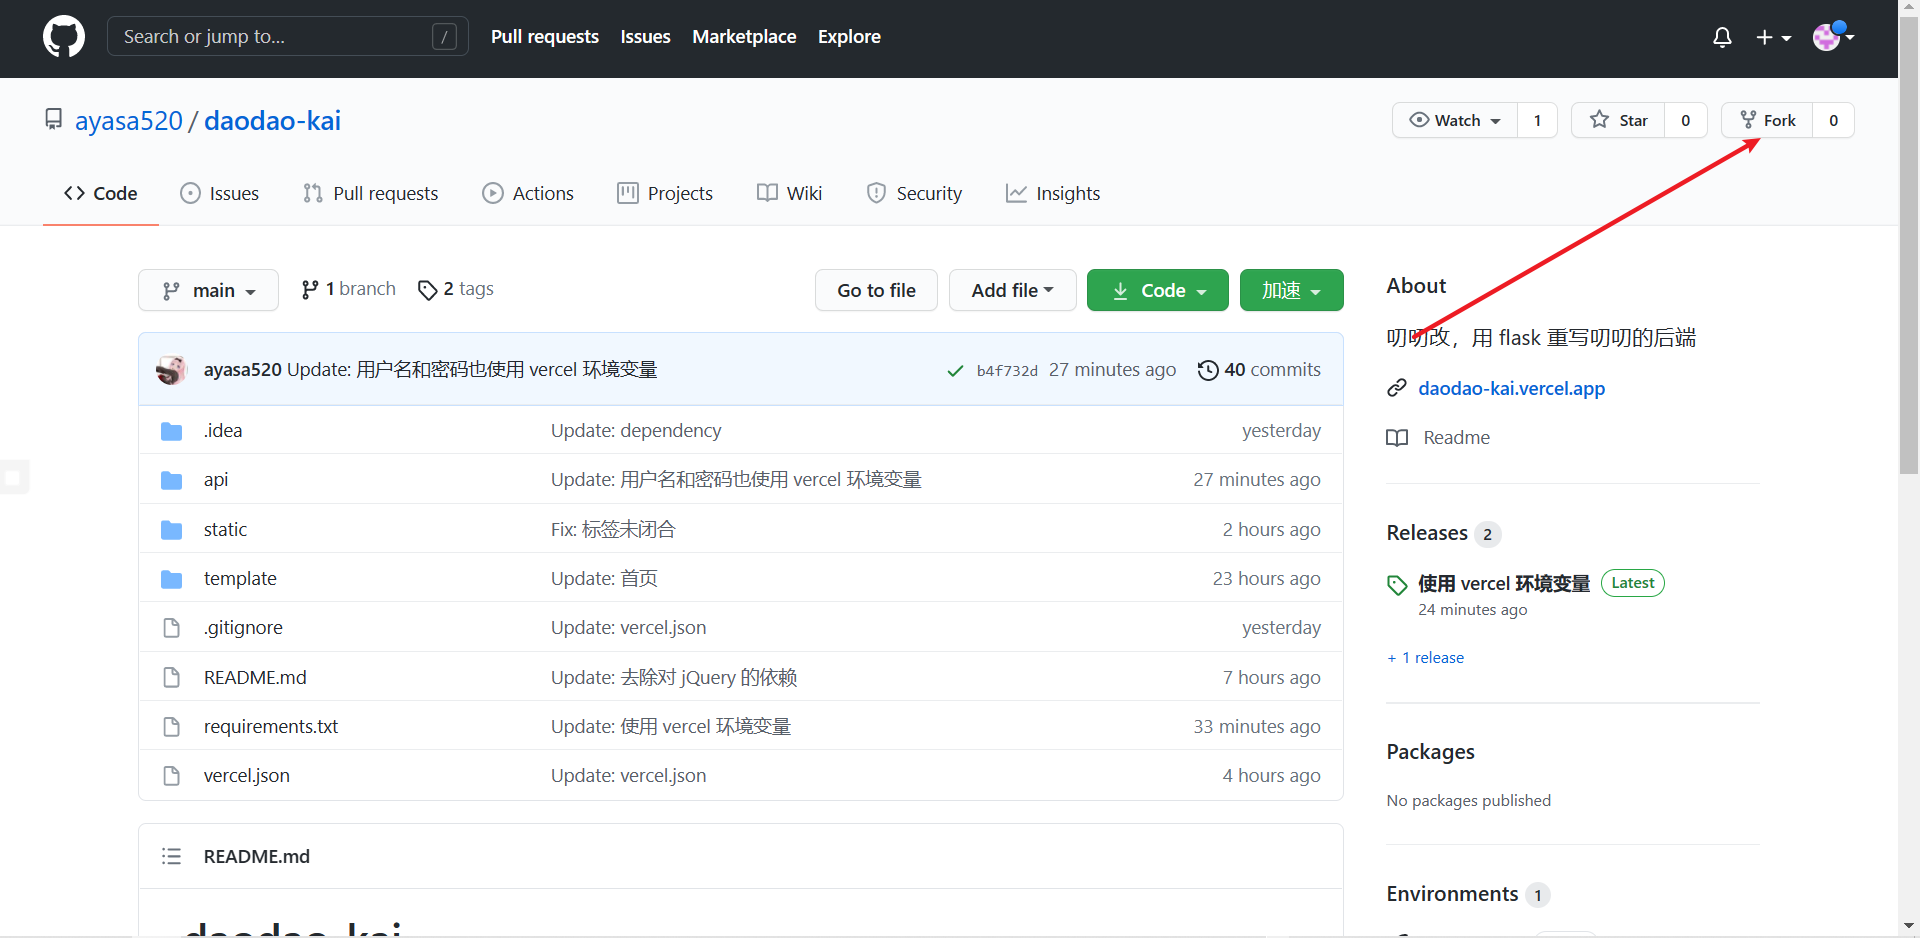 Search or jump to... / Pull requests Issues Marketplace Explore
ayasa520 / daodao-kai Watch 1 Star 0 Fork 0
Code Issues Pull requests Actions Projects Wiki Security Insights
main 1 branch 2 tags Go to file Add file Code 加速
ayasa520 Update: 用户名和密码也使用 vercel 环境变量 b4f732d 27 minutes ago 40 commits
.idea Update: dependency yesterday
api Update: 用户名和密码也使用 vercel 环境变量 27 minutes ago
static Fix: 标签未闭合 2 hours ago
template Update: 首页 23 hours ago
.gitignore Update: vercel.json yesterday
README.md Update: 去除对 jQuery 的依赖 7 hours ago
requirements.txt Update: 使用 vercel 环境变量 33 minutes ago
vercel.json Update: vercel.json 4 hours ago
README.md
daodao-kai
About
叨叨改，用 flask 重写叨叨的后端
daodao-kai.vercel.app
Readme
Releases 2
使用 vercel 环境变量 Latest
24 minutes ago
+ 1 release
Packages
No packages published
Environments 1